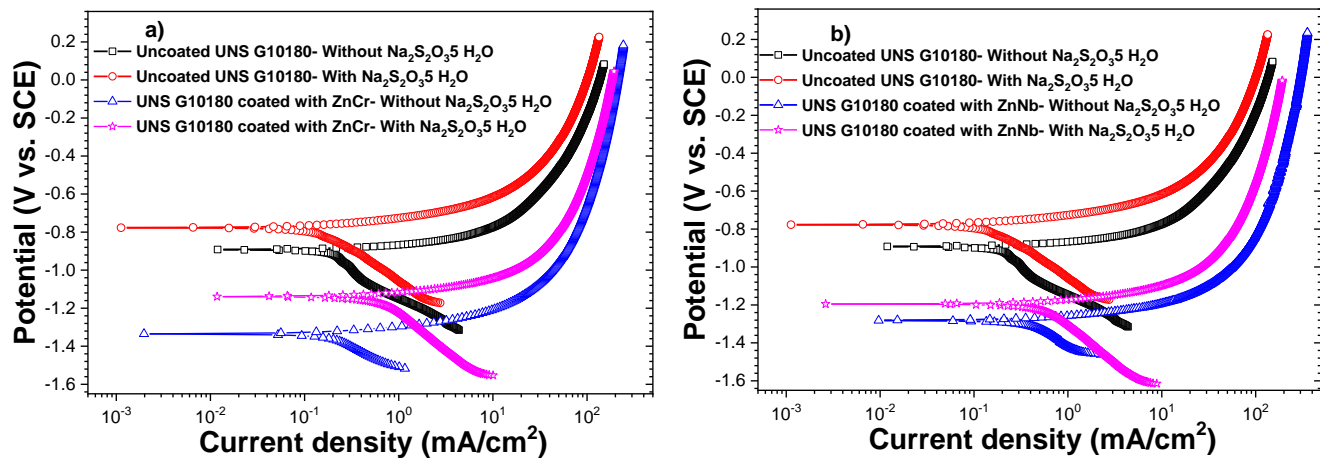 a)
Uncoated UNS G10180- Without Na₂S₂O₃5 H₂O
Uncoated UNS G10180- With Na₂S₂O₃5 H₂O
UNS G10180 coated with ZnCr- Without Na₂S₂O₃5 H₂O
UNS G10180 coated with ZnCr- With Na₂S₂O₃5 H₂O
Potential (V vs. SCE)
0.2
0.0
-0.2
-0.4
-0.6
-0.8
-1.0
-1.2
-1.4
-1.6
10⁻³ 10⁻² 10⁻¹ 10⁰ 10¹ 10²
Current density (mA/cm²)
b)
Uncoated UNS G10180- Without Na₂S₂O₃5 H₂O
Uncoated UNS G10180- With Na₂S₂O₃5 H₂O
UNS G10180 coated with ZnNb- Without Na₂S₂O₃5 H₂O
UNS G10180 coated with ZnNb- With Na₂S₂O₃5 H₂O
Potential (V vs. SCE)
0.2
0.0
-0.2
-0.4
-0.6
-0.8
-1.0
-1.2
-1.4
-1.6
10⁻³ 10⁻² 10⁻¹ 10⁰ 10¹ 10²
Current density (mA/cm²)